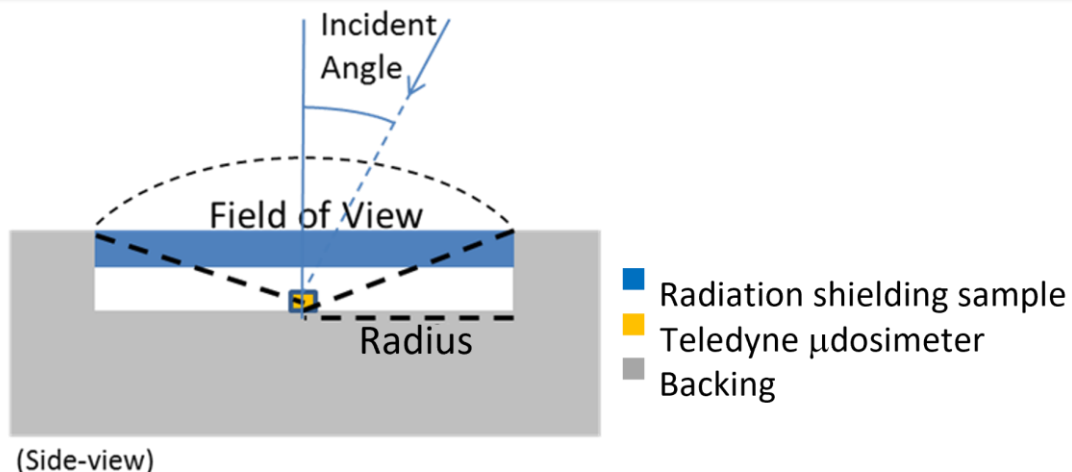 Incident
Angle
Field of View
Radius
Radiation shielding sample
Teledyne μdosimeter
Backing
(Side-view)